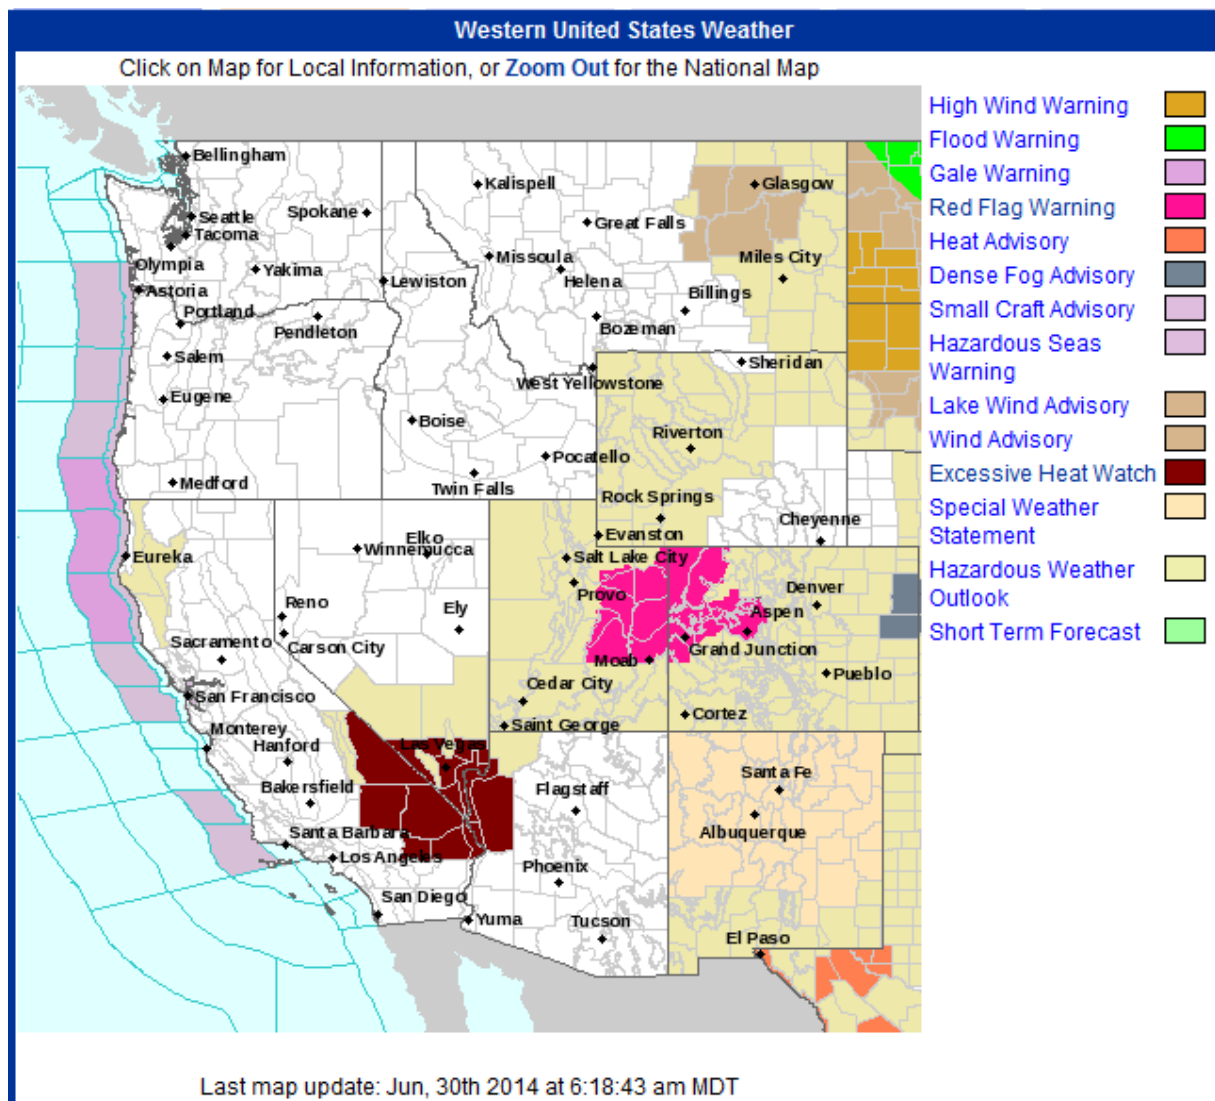 Western United States Weather
Click on Map for Local Information, or Zoom Out for the National Map
Bellingham
Seattle
Tacoma
Olympia
Astoria
Portland
Salem
Eugene
Medford
Spokane
Yakima
Pendleton
Lewiston
Kalispell
Great Falls
Missoula
Helena
Bozeman
Billings
Glasgow
Miles City
West Yellowstone
Sheridan
Boise
Pocatello
Twin Falls
Riverton
Rock Springs
Evanston
Cheyenne
Eureka
Winnemucca
Elko
Ely
Reno
Carson City
Sacramento
San Francisco
Monterey
Hanford
Bakersfield
Santa Barbara
Los Angeles
San Diego
Las Vegas
Salt Lake City
Provo
Moab
Cedar City
Saint George
Denver
Aspen
Grand Junction
Pueblo
Cortez
Flagstaff
Phoenix
Yuma
Tucson
Santa Fe
Albuquerque
El Paso
High Wind Warning
Flood Warning
Gale Warning
Red Flag Warning
Heat Advisory
Dense Fog Advisory
Small Craft Advisory
Hazardous Seas
Warning
Lake Wind Advisory
Wind Advisory
Excessive Heat Watch
Special Weather
Statement
Hazardous Weather
Outlook
Short Term Forecast
Last map update: Jun, 30th 2014 at 6:18:43 am MDT